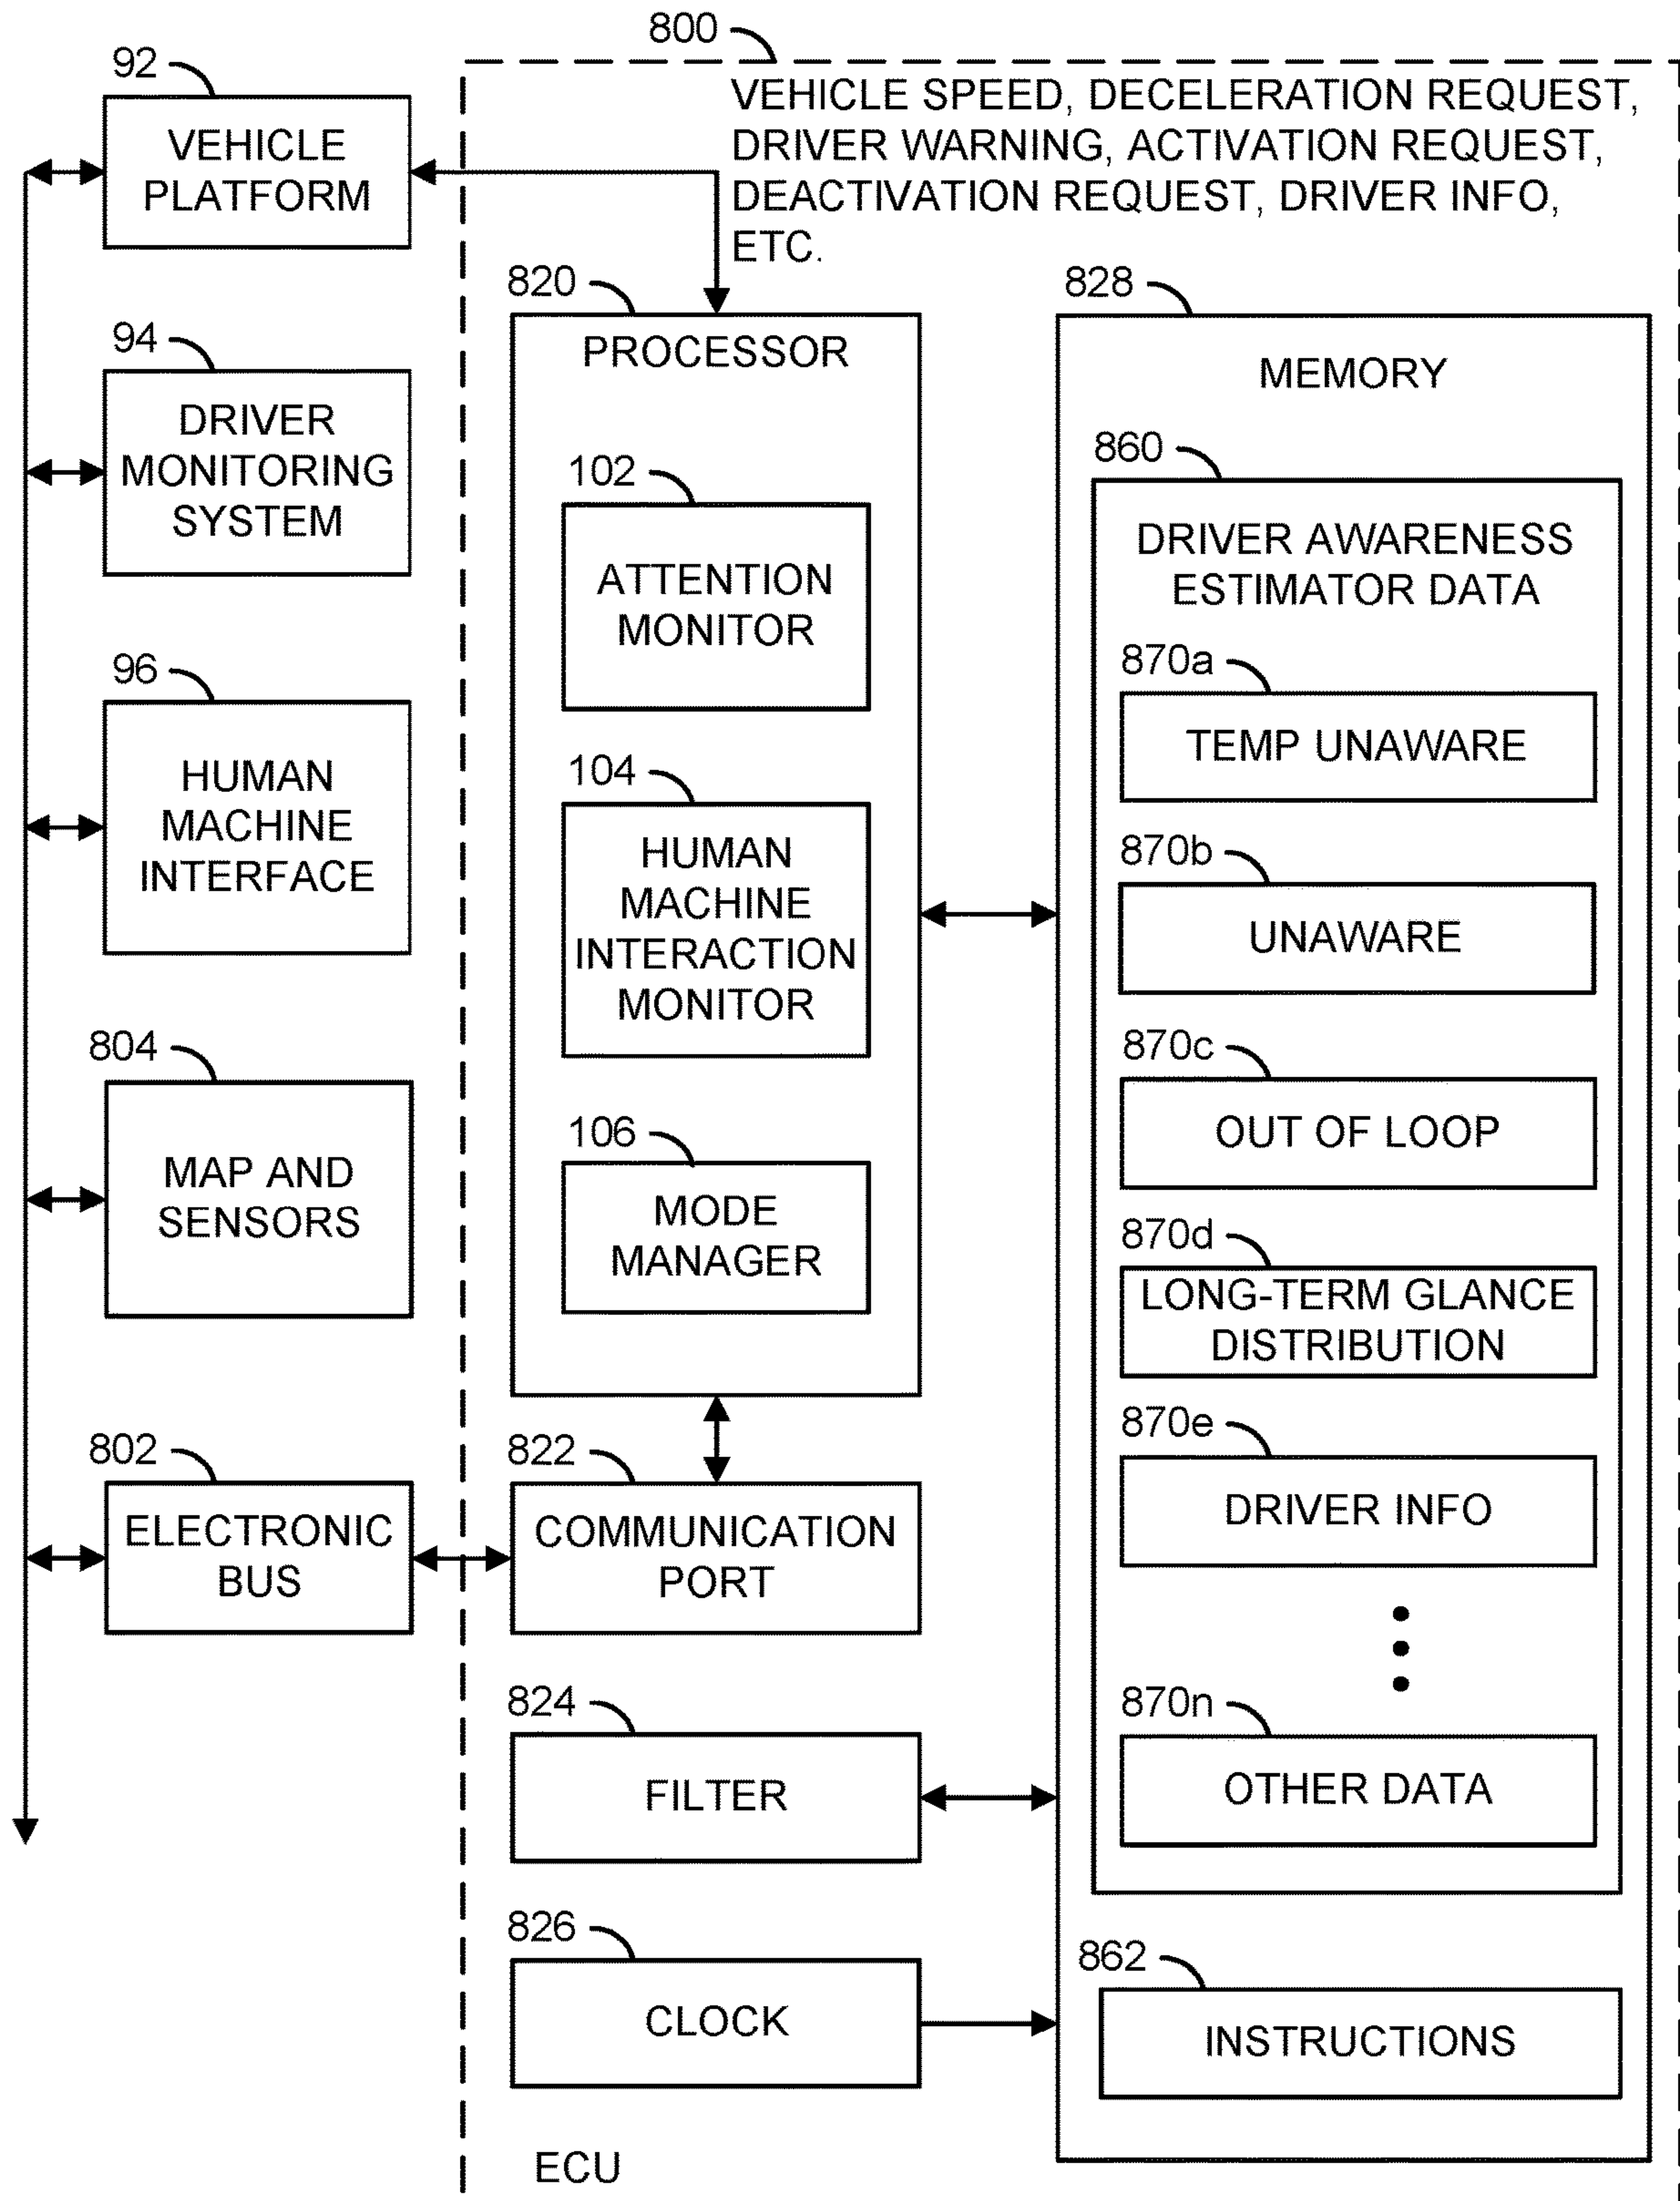 800
VEHICLE SPEED, DECELERATION REQUEST,
DRIVER WARNING, ACTIVATION REQUEST,
DEACTIVATION REQUEST, DRIVER INFO,
ETC.
92
VEHICLE
PLATFORM
94
DRIVER
MONITORING
SYSTEM
96
HUMAN
MACHINE
INTERFACE
804
MAP AND
SENSORS
802
ELECTRONIC
BUS
820
PROCESSOR
102
ATTENTION
MONITOR
104
HUMAN
MACHINE
INTERACTION
MONITOR
106
MODE
MANAGER
822
COMMUNICATION
PORT
824
FILTER
826
CLOCK
ECU
828
MEMORY
860
DRIVER AWARENESS
ESTIMATOR DATA
870a
TEMP UNAWARE
870b
UNAWARE
870c
OUT OF LOOP
870d
LONG-TERM GLANCE
DISTRIBUTION
870e
DRIVER INFO
870n
OTHER DATA
862
INSTRUCTIONS